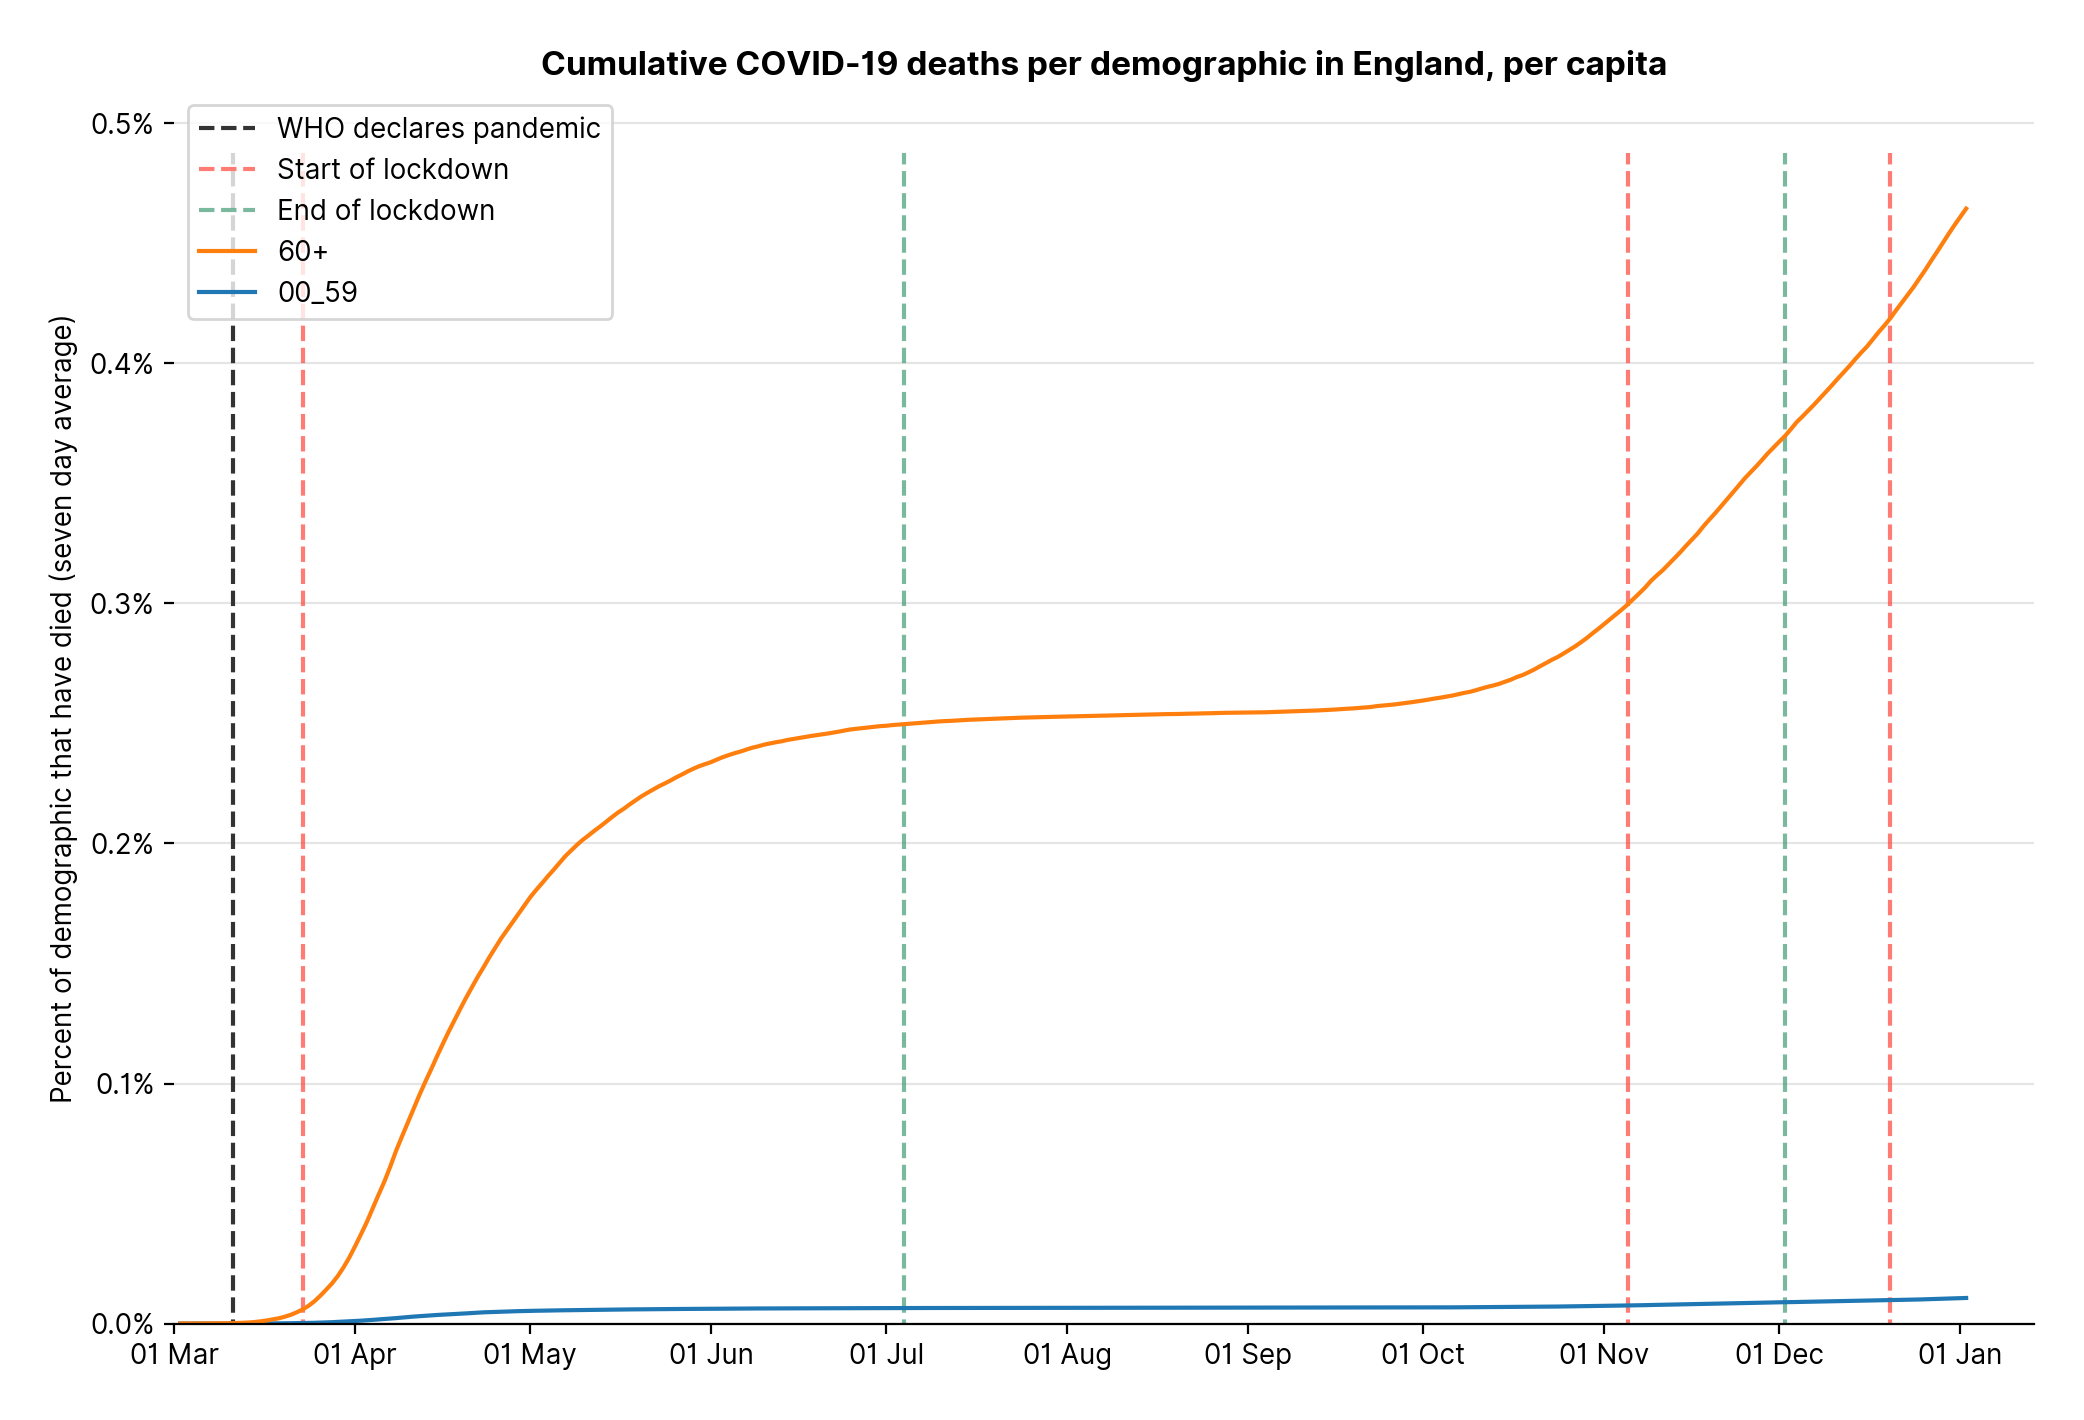 Cumulative COVID-19 deaths per demographic in England, per capita
WHO declares pandemic
Start of lockdown
End of lockdown
60+
00_59
Percent of demographic that have died (seven day average)
0.5%
0.4%
0.3%
0.2%
0.1%
0.0%
01 Mar 01 Apr 01 May 01 Jun 01 Jul 01 Aug 01 Sep 01 Oct 01 Nov 01 Dec 01 Jan